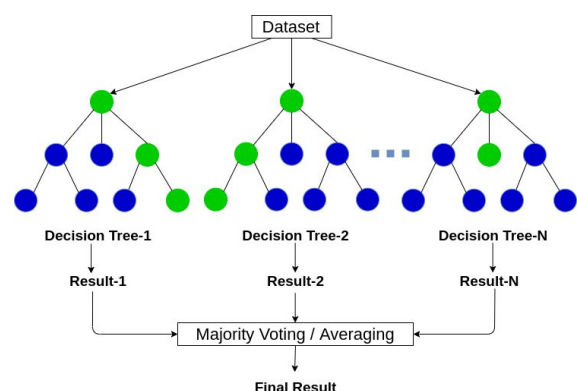 Dataset
Decision Tree-1
Decision Tree-2
Decision Tree-N
Result-1
Result-2
Result-N
Majority Voting / Averaging
Final Result